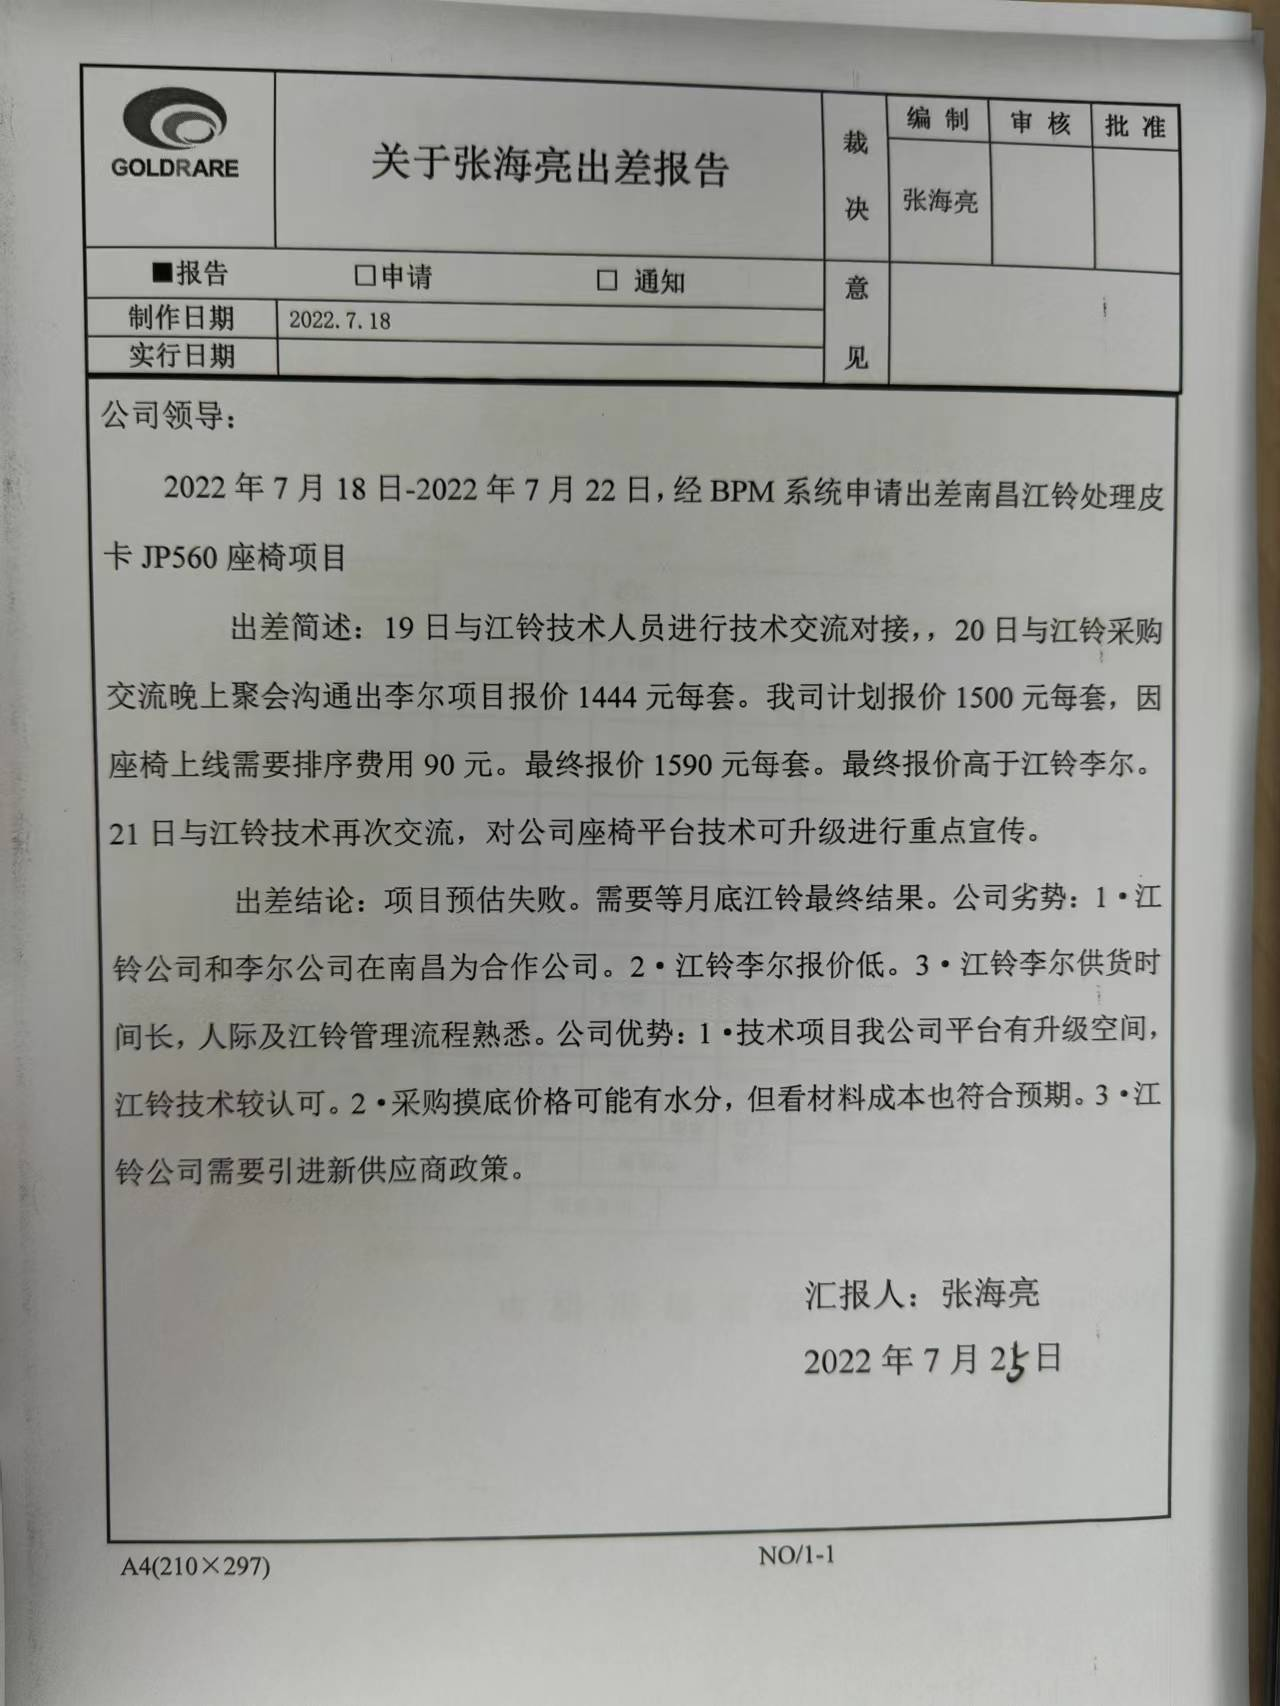 GOLDRARE
关于张海亮出差报告
裁决
编制
审核
批准
张海亮
■报告 □申请 □ 通知
意见
制作日期 2022.7.18
实行日期
公司领导：
2022 年 7 月 18 日-2022 年 7 月 22 日，经 BPM 系统申请出差南昌江铃处理皮
卡 JP560 座椅项目
出差简述：19 日与江铃技术人员进行技术交流对接，，20 日与江铃采购
交流晚上聚会沟通出李尔项目报价 1444 元每套。我司计划报价 1500 元每套，因
座椅上线需要排序费用 90 元。最终报价 1590 元每套。最终报价高于江铃李尔。
21 日与江铃技术再次交流，对公司座椅平台技术可升级进行重点宣传。
出差结论：项目预估失败。需要等月底江铃最终结果。公司劣势：1·江
铃公司和李尔公司在南昌为合作公司。2·江铃李尔报价低。3·江铃李尔供货时
间长，人际及江铃管理流程熟悉。公司优势：1·技术项目我公司平台有升级空间，
江铃技术较认可。2·采购摸底价格可能有水分，但看材料成本也符合预期。3·江
铃公司需要引进新供应商政策。
汇报人：张海亮
2022 年 7 月 25 日
A4(210×297)
NO/1-1